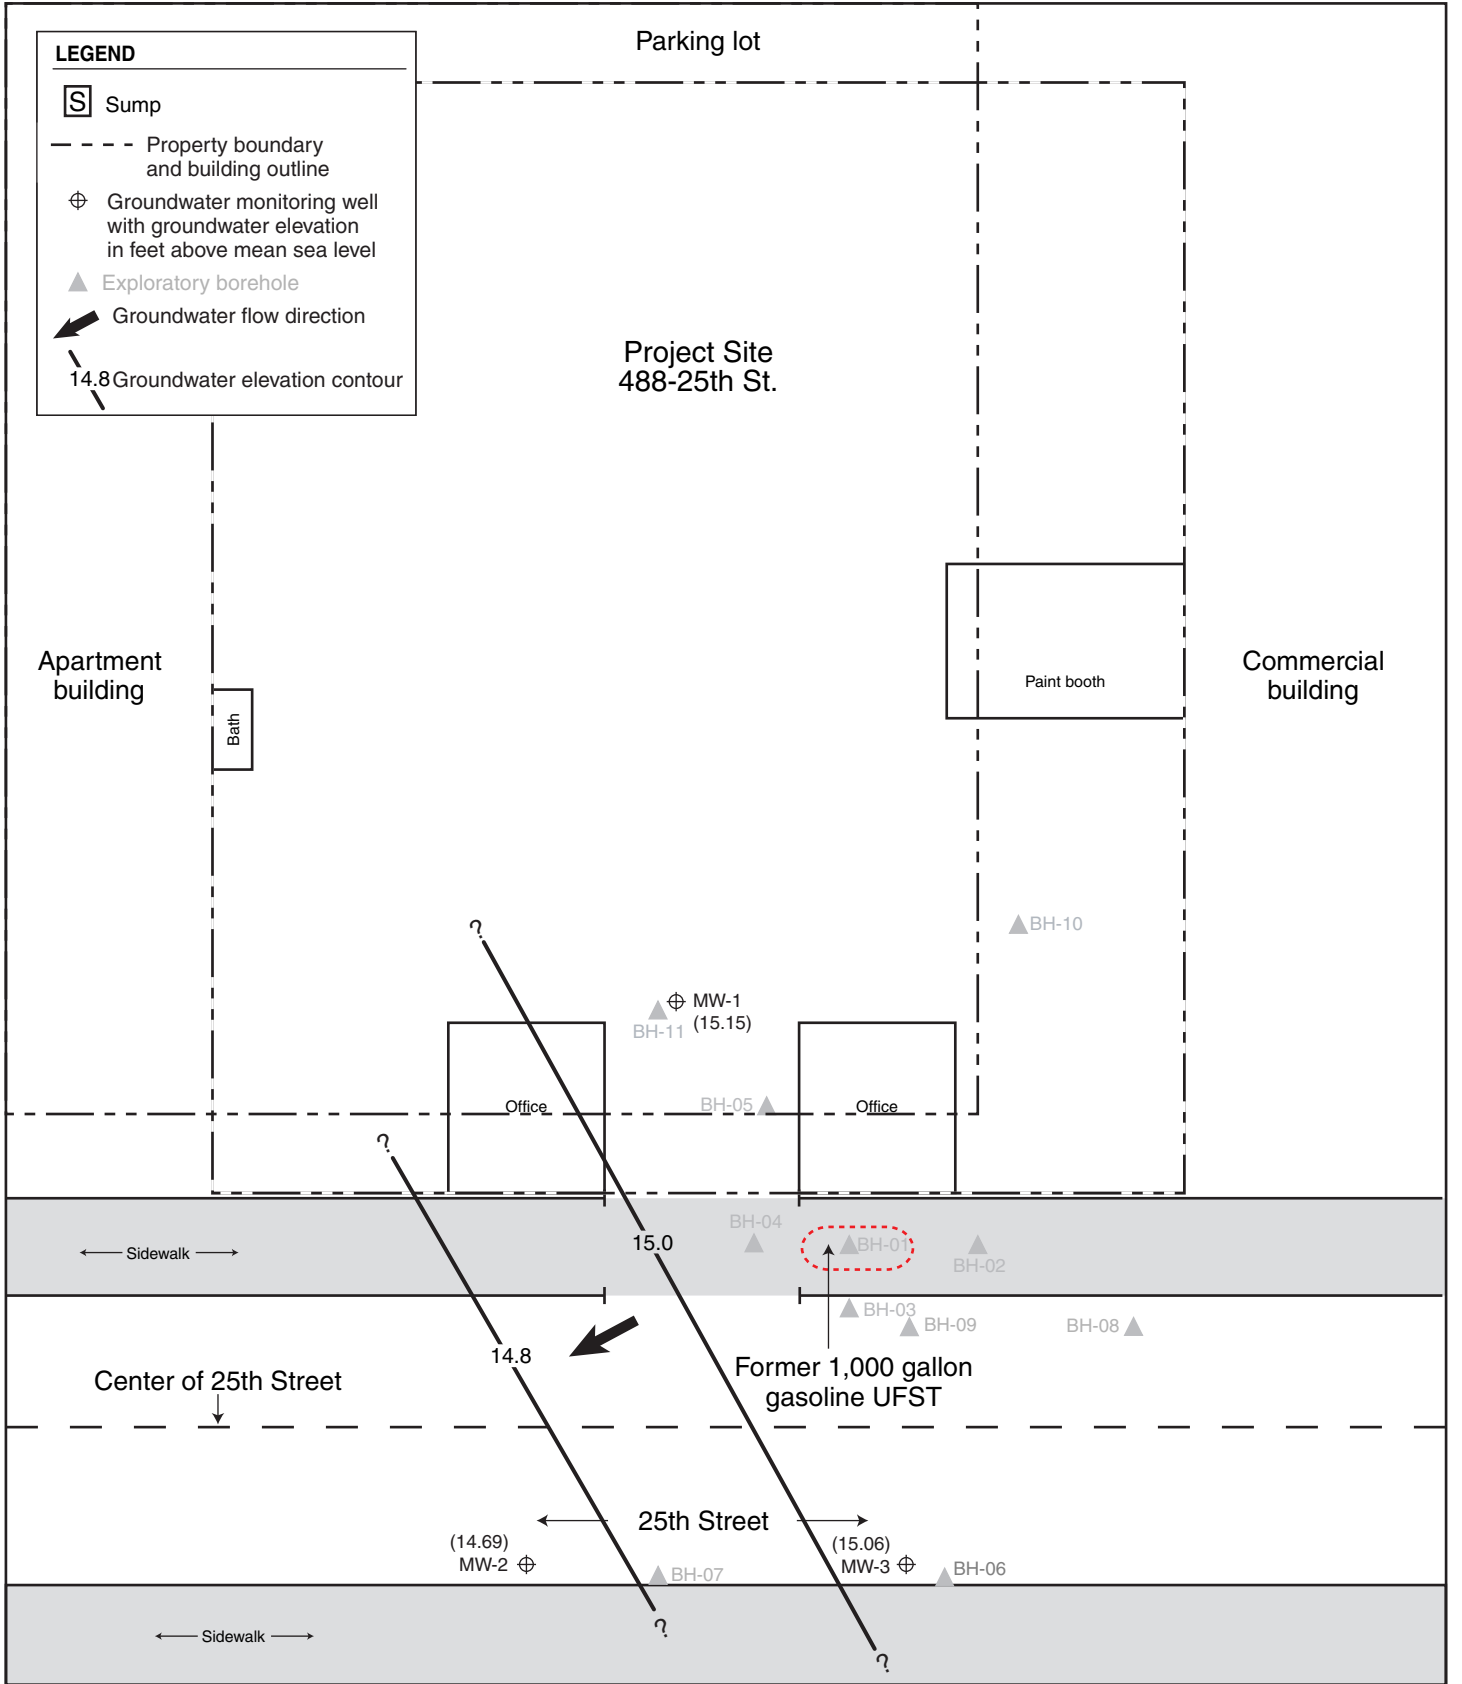 Parking lot
LEGEND
S Sump
Property boundary
and building outline
Groundwater monitoring well
with groundwater elevation
in feet above mean sea level
Exploratory borehole
Groundwater flow direction
14.8 Groundwater elevation contour
Project Site
488-25th St.
Apartment
building
Commercial
building
Paint booth
Bath
?
BH-10
MW-1
(15.15)
BH-11
BH-05
Office
Office
?
BH-04
15.0
BH-01
Sidewalk
BH-02
BH-03
BH-09
BH-08
14.8
Former 1,000 gallon
gasoline UFST
Center of 25th Street
25th Street
(14.69)
MW-2
(15.06)
MW-3
BH-07
BH-06
?
Sidewalk
?